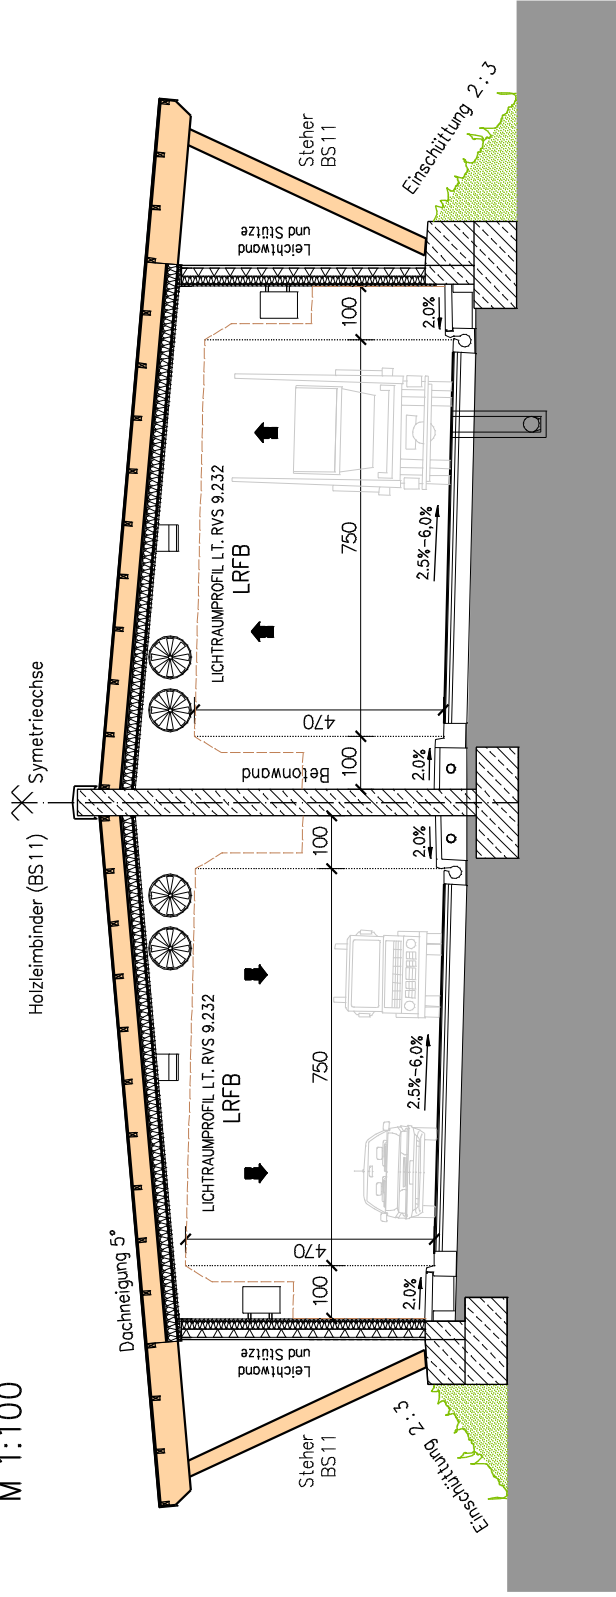 M 1:100
Holzleimbinder (BS11)
Symetrieachse
Dachneigung 5°
Steher
BS11
Einschüttung 2:3
Leichtwand
und Stütze
100
2.0%
470
LICHTRAUMPROFIL LT. RVS 9.232
LRFB
750
2.5%-6,0%
100
2.0%
Betonwand
100
2.0%
470
LICHTRAUMPROFIL LT. RVS 9.232
LRFB
750
2.5%-6,0%
100
2.0%
Leichtwand
und Stütze
Steher
BS11
Einschüttung 2:3